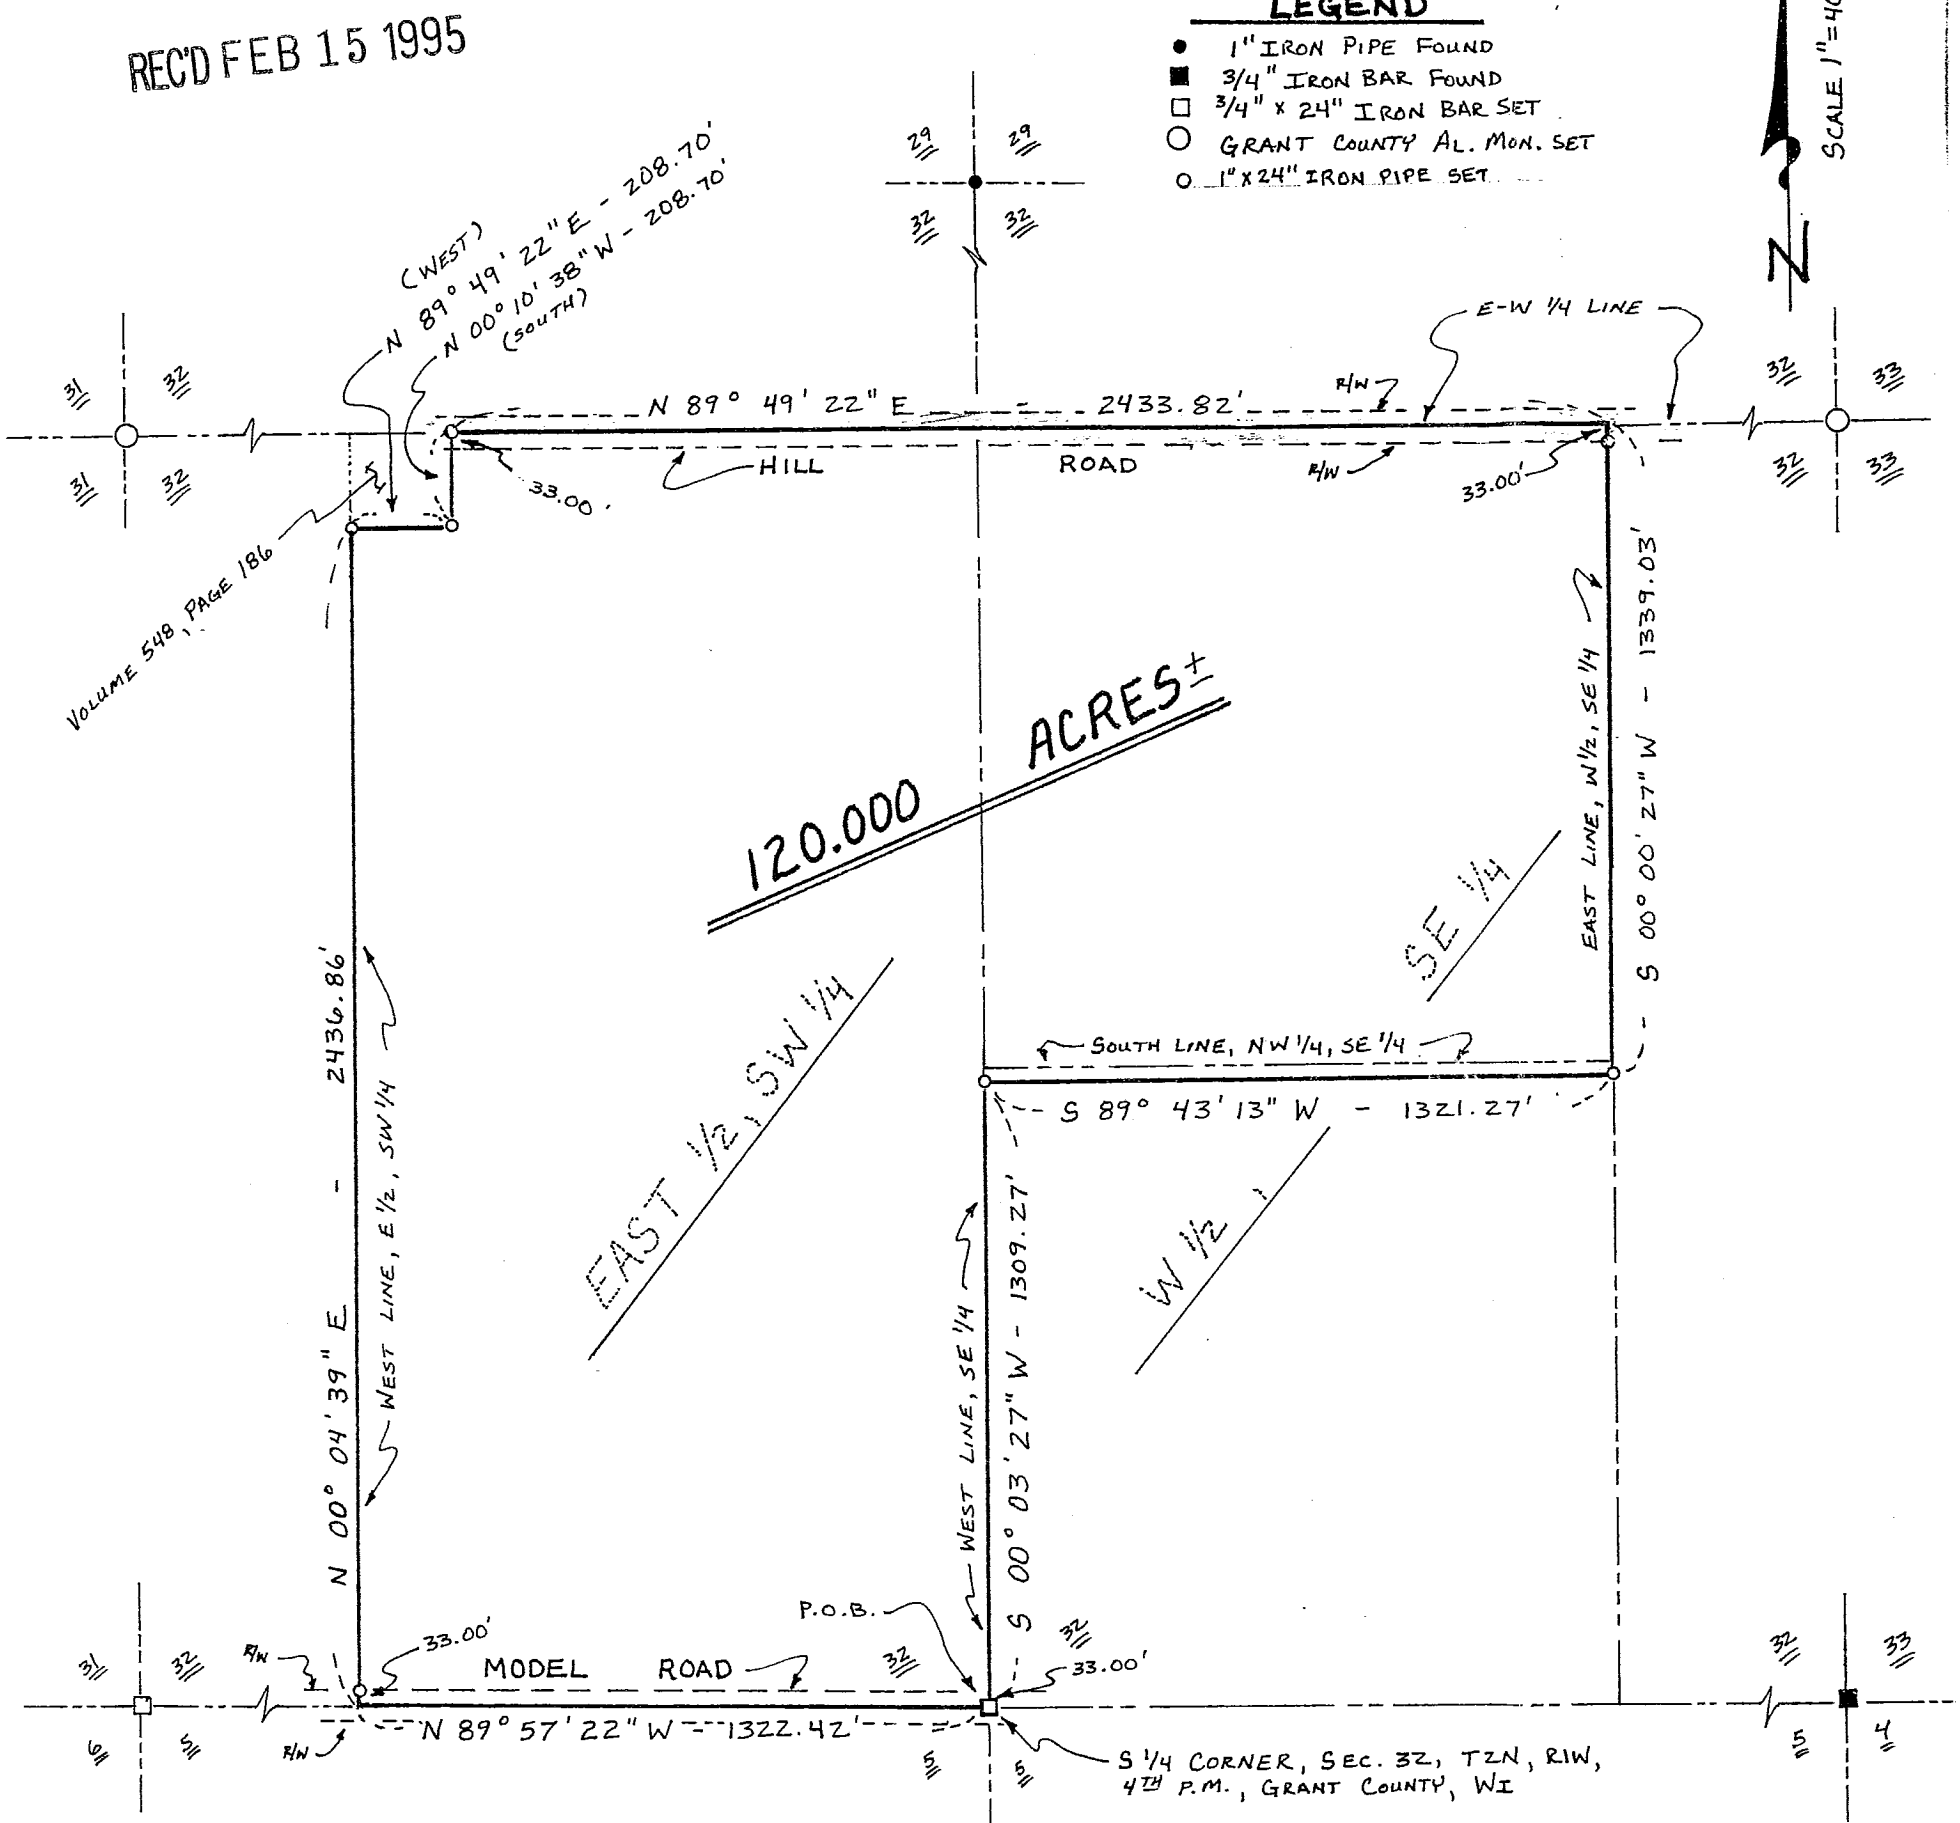 REC'D FEB 15 1995
LEGEND
1" IRON PIPE FOUND
3/4" IRON BAR FOUND
3/4" x 24" IRON BAR SET
GRANT COUNTY AL. MON. SET
1" X 24" IRON PIPE SET
SCALE 1"=40
N
29 29
32 32
(WEST)
N 89° 49' 22" E - 208.70'
N 00° 10' 38" W - 208.70'
(SOUTH)
E-W 1/4 LINE
31 32
31 32
32 33
32 33
N 89° 49' 22" E - 2433.82'
R/W
HILL ROAD
R/W
33.00'
33.00'
VOLUME 548, PAGE 186
EAST LINE, W 1/2, SE 1/4
S 00° 00' 27" W - 1339.03'
120.000 ACRES±
SE 1/4
N 00° 04' 39" E - 2436.86'
WEST LINE, E 1/2, SW 1/4
EAST 1/2, SW 1/4
SOUTH LINE, NW 1/4, SE 1/4
S 89° 43' 13" W - 1321.27'
W 1/2,
WEST LINE, SE 1/4
S 00° 03' 27" W - 1309.27'
P.O.B.
33.00'
31 32
R/W
MODEL ROAD
32
32
33.00'
32 33
N 89° 57' 22" W - 1322.42'
6 5
R/W
5 5
5 4
S 1/4 CORNER, SEC. 32, T2N, R1W,
4TH P.M., GRANT COUNTY, WI